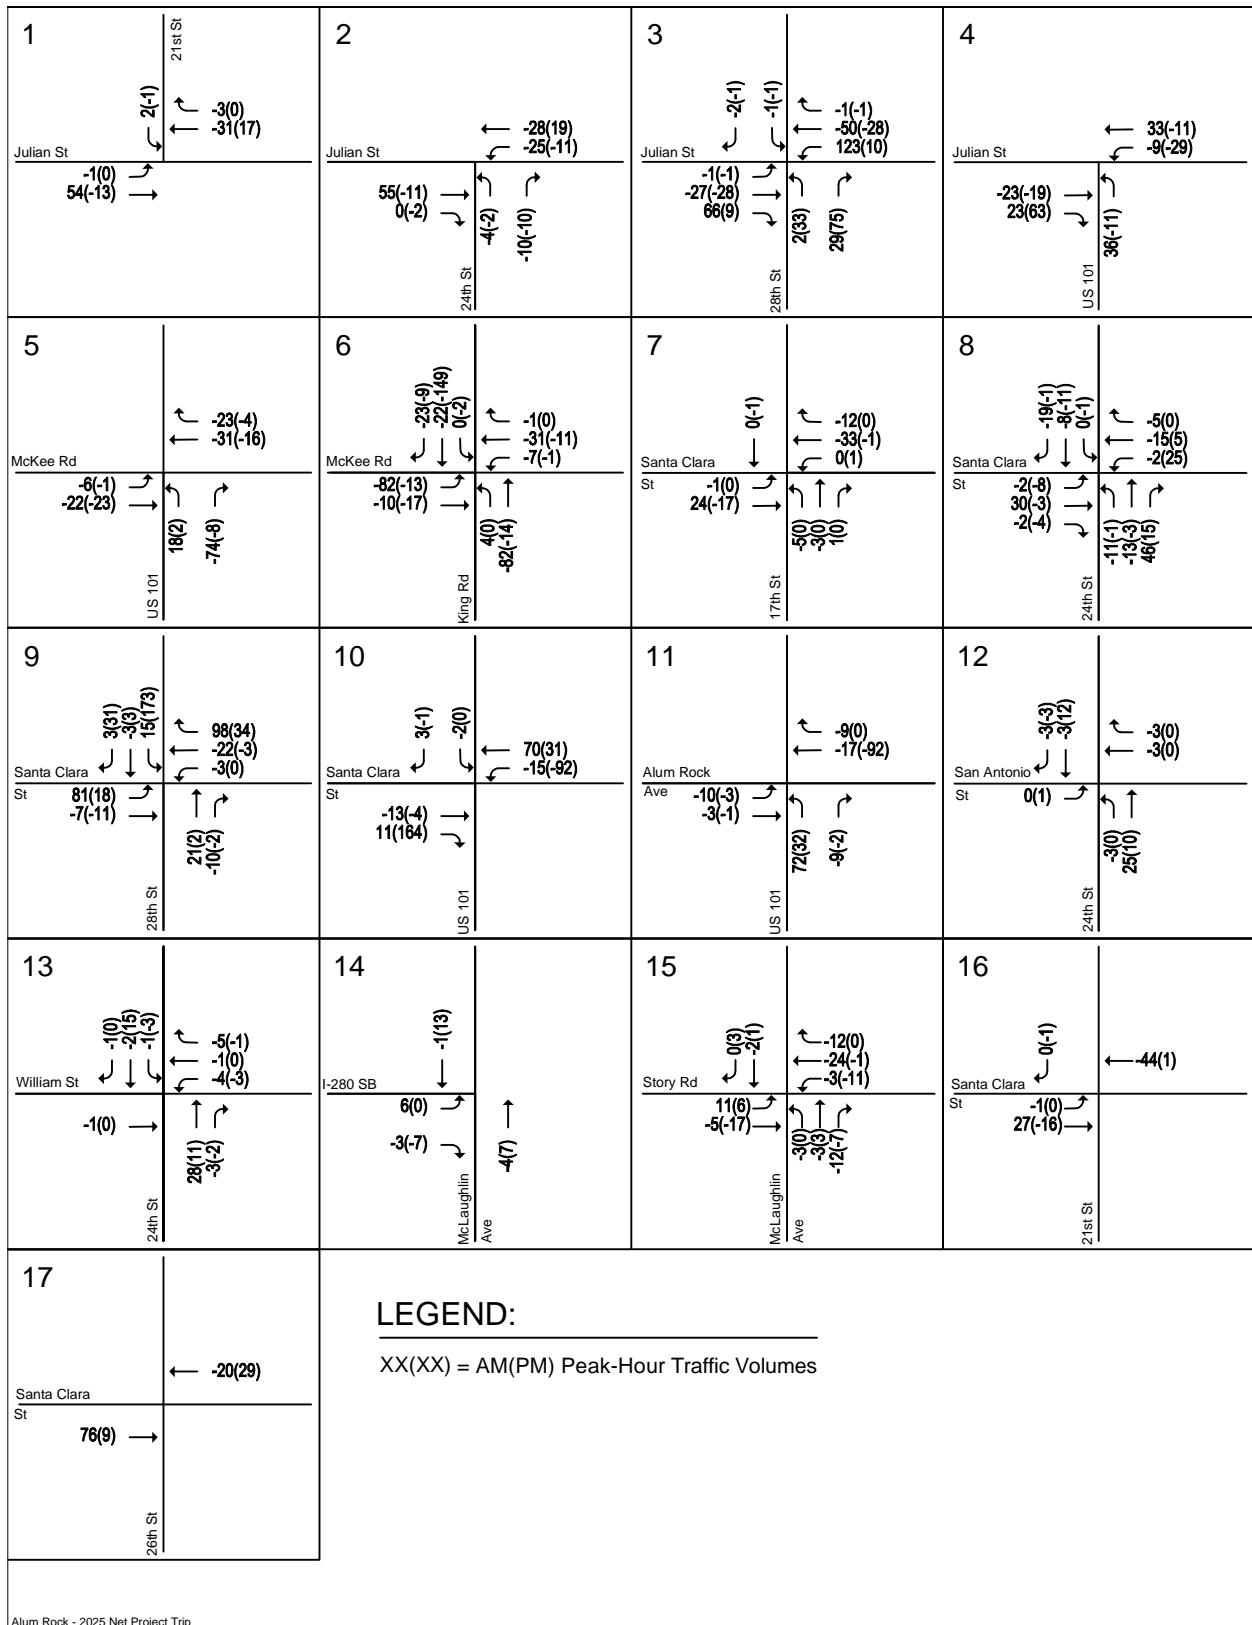 1
21st St
2(-1)
-3(0)
-31(17)
Julian St
-1(0)
54(-13)
2
-28(19)
-25(-11)
Julian St
55(-11)
0(-2)
-4(-2)
-10(-10)
24th St
3
-2(-1)
-1(-1)
-1(-1)
-50(-28)
123(10)
Julian St
-1(-1)
-27(-28)
66(9)
2(33)
29(75)
28th St
4
33(-11)
-9(-29)
Julian St
-23(-19)
23(63)
36(-11)
US 101
5
-23(-4)
-31(-16)
McKee Rd
-6(-1)
-22(-23)
18(2)
-74(-8)
US 101
6
-23(-9)
-22(-149)
0(-2)
-1(0)
-31(-11)
-7(-1)
McKee Rd
-82(-13)
-10(-17)
4(0)
-82(-14)
King Rd
7
0(-1)
-12(0)
-33(-1)
0(1)
Santa Clara
St
-1(0)
24(-17)
-5(0)
-3(0)
1(0)
17th St
8
-19(-1)
-8(-11)
0(-1)
-5(0)
-15(5)
-2(25)
Santa Clara
St
-2(-8)
30(-3)
-2(-4)
-11(-1)
-13(-3)
46(15)
24th St
9
3(31)
-3(3)
15(173)
98(34)
-22(-3)
-3(0)
Santa Clara
St
81(18)
-7(-11)
21(2)
-10(-2)
28th St
10
3(-1)
-2(0)
70(31)
-15(-92)
Santa Clara
St
-13(-4)
11(164)
US 101
11
-9(0)
-17(-92)
Alum Rock
Ave
-10(-3)
-3(-1)
72(32)
-9(-2)
US 101
12
-3(-3)
-3(12)
-3(0)
-3(0)
San Antonio
St
0(1)
-3(0)
25(10)
24th St
13
-1(0)
-2(15)
-1(-3)
-5(-1)
-1(0)
-4(-3)
William St
-1(0)
28(11)
-3(-2)
24th St
14
-1(13)
I-280 SB
6(0)
-3(-7)
-4(7)
McLaughlin
Ave
15
0(3)
-2(1)
-12(0)
-24(-1)
-3(-11)
Story Rd
11(6)
-5(-17)
-3(0)
-3(3)
-12(-7)
McLaughlin
Ave
16
0(-1)
-44(1)
Santa Clara
St
-1(0)
27(-16)
21st St
17
-20(29)
Santa Clara
St
76(9)
26th St
LEGEND:
XX(XX) = AM(PM) Peak-Hour Traffic Volumes
Alum Rock - 2025 Net Project Trip